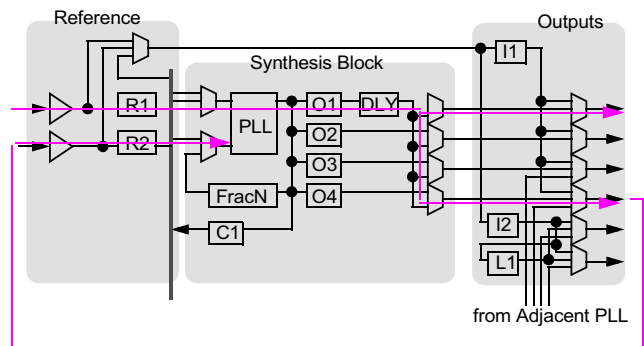 Reference
Outputs
Synthesis Block
I1
R1
O1
DLY
PLL
R2
O2
O3
FracN
O4
C1
I2
L1
from Adjacent PLL